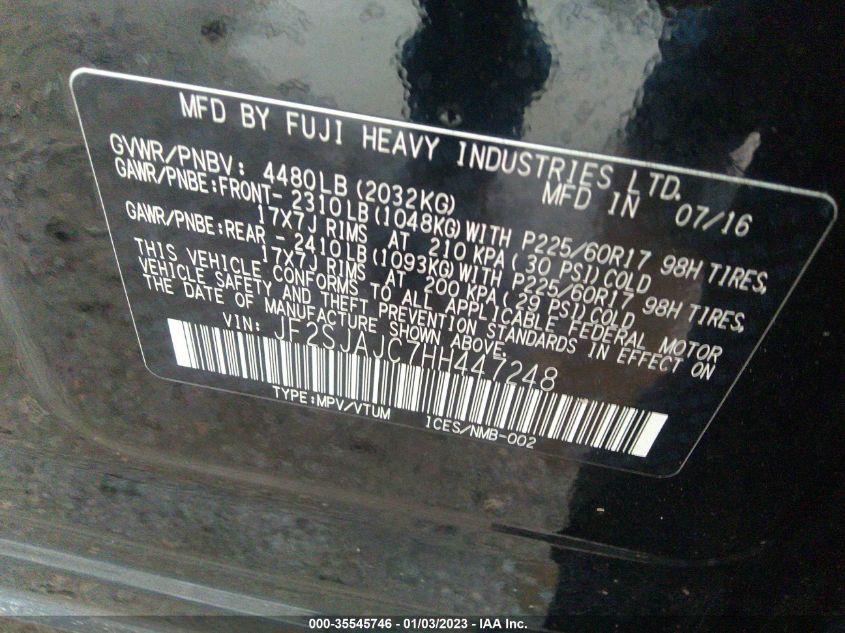 MFD BY FUJI HEAVY INDUSTRIES LTD.
GVWR/PNBV: 4480LB (2032KG) MFD IN 07/16
GAWR/PNBE:FRONT- 2310LB (1048KG) WITH P225/60R17 98H TIRES,
17X7J RIMS AT 210 KPA ( 30 PSI) COLD
GAWR/PNBE:REAR - 2410LB (1093KG) WITH P225/60R17 98H TIRES,
17X7J RIMS AT 200 KPA ( 29 PSI) COLD
THIS VEHICLE CONFORMS TO ALL APPLICABLE FEDERAL MOTOR
VEHICLE SAFETY AND THEFT PREVENTION STANDARDS IN EFFECT ON
THE DATE OF MANUFACTURE SHOWN ABOVE.
VIN: JF2SJAJC7HH447248
TYPE:MPV/VTUM ICES/NMB-002
000-35545746 - 01/03/2023 - IAA Inc.